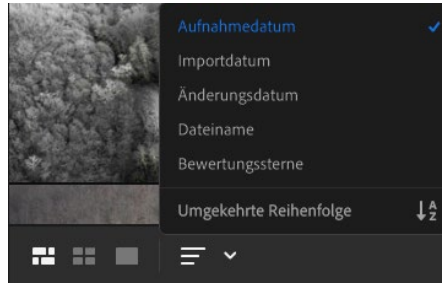 Aufnahmedatum
Importdatum
Änderungsdatum
Dateiname
Bewertungssterne
Umgekehrte Reihenfolge
A
Z